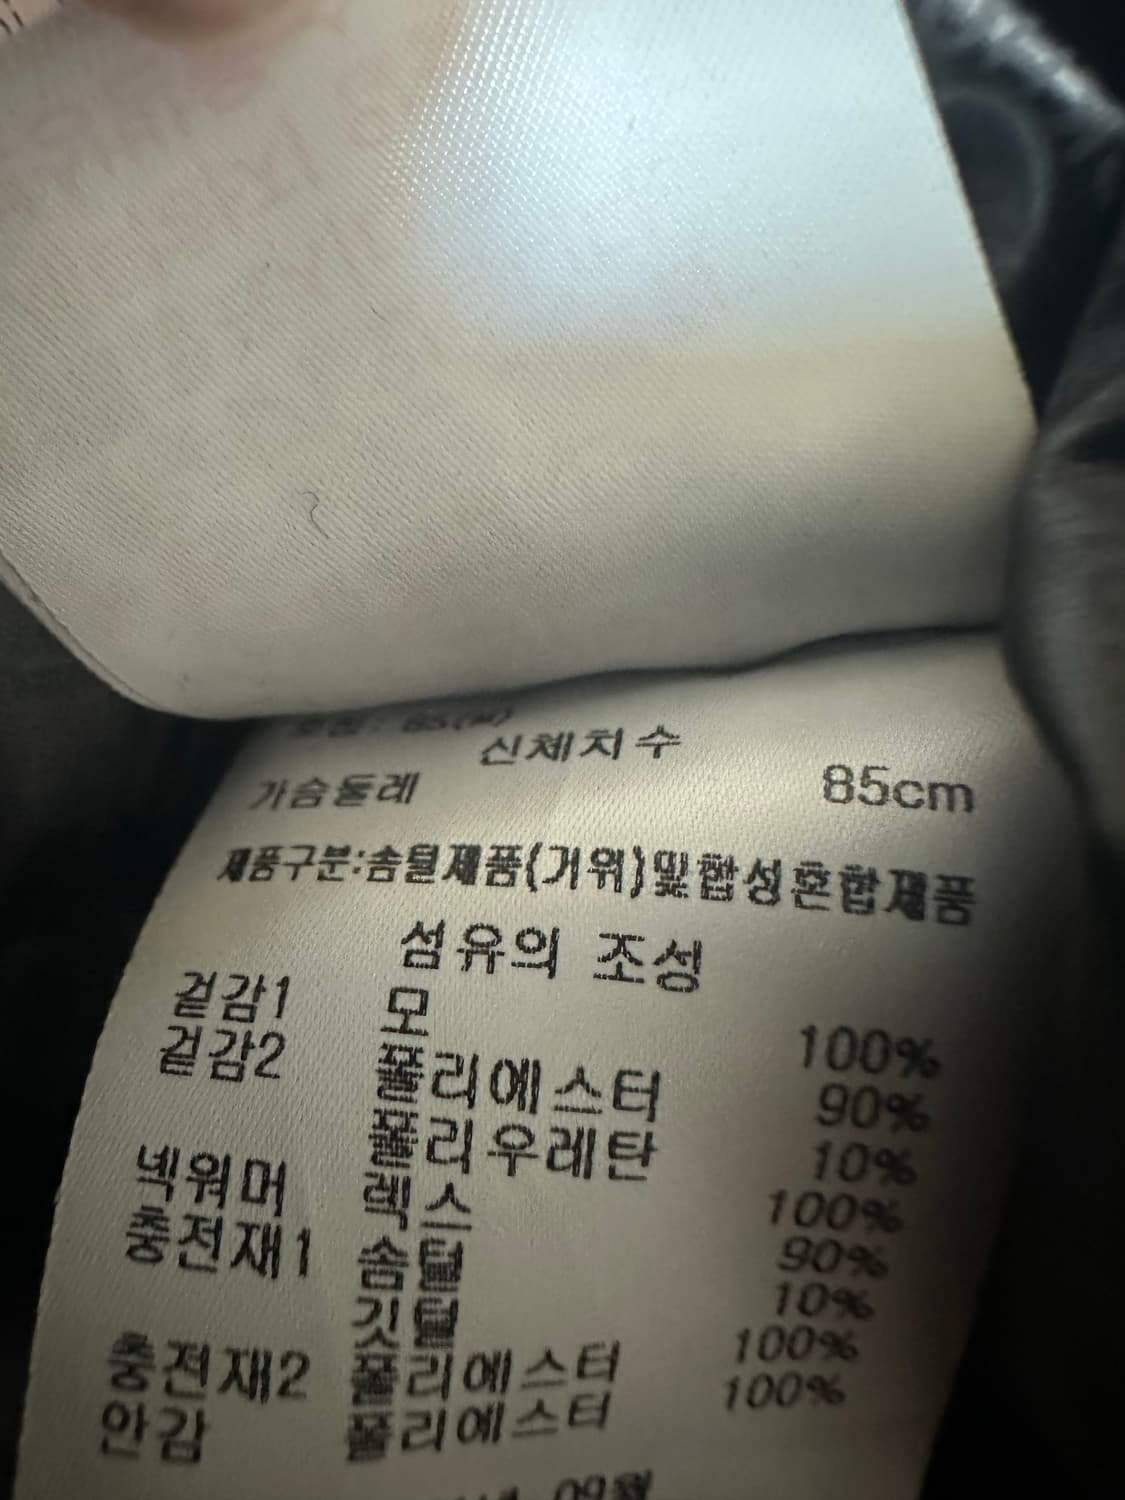 신체치수
가슴둘레 85cm
제품구분:솜털제품(거위)및합성혼합제품
섬유의 조성
겉감1 모 100%
겉감2 폴리에스터 90%
폴리우레탄 10%
넥워머 렉스 100%
충전재1 솜털 90%
깃털 10%
충전재2 폴리에스터 100%
안감 폴리에스터 100%
09월